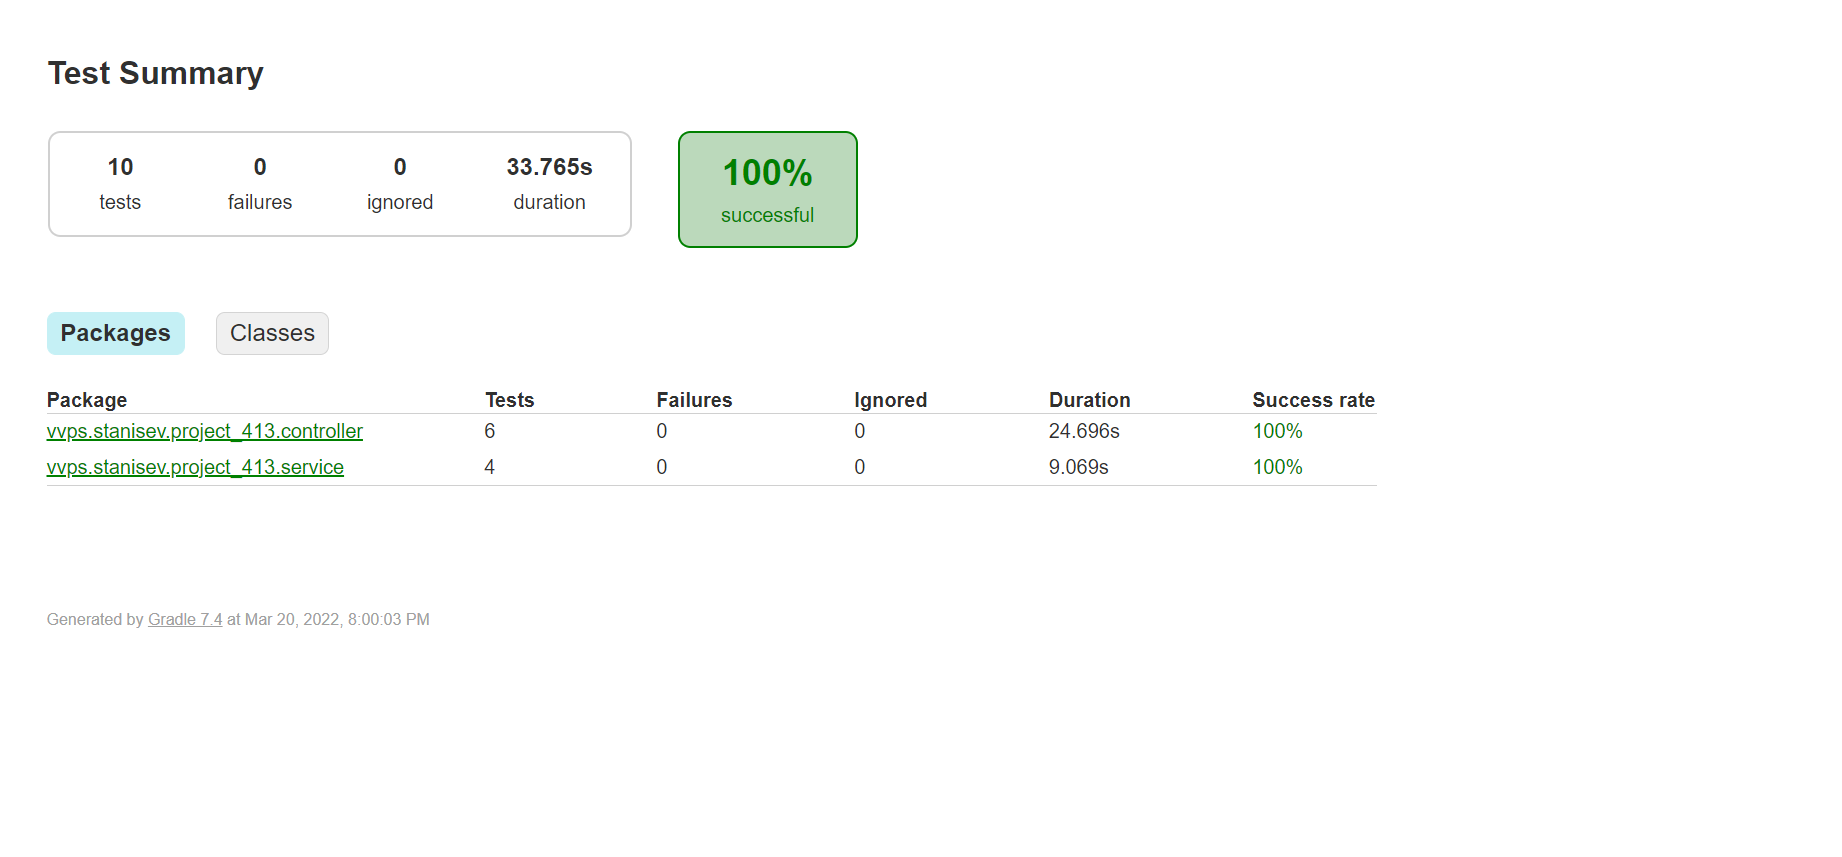 Test Summary
10 0 0 33.765s
tests failures ignored duration
100%
successful
Packages Classes
Package Tests Failures Ignored Duration Success rate
vvps.stanisev.project_413.controller 6 0 0 24.696s 100%
vvps.stanisev.project_413.service 4 0 0 9.069s 100%
Generated by Gradle 7.4 at Mar 20, 2022, 8:00:03 PM